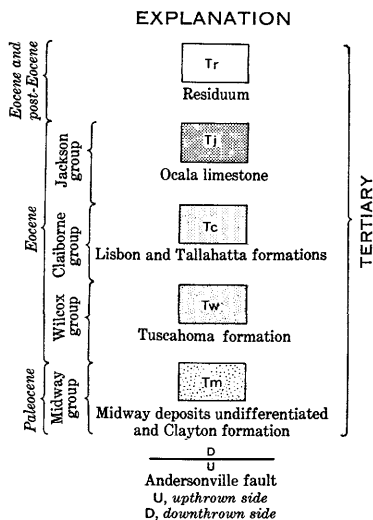 EXPLANATION
Eocene and
post-Eocene
Tr
Residuum
Eocene
Jackson
group
Tj
Ocala limestone
Claiborne
group
Tc
Lisbon and Tallahatta formations
Wilcox
group
Tw
Tuscahoma formation
Paleocene
Midway
group
Tm
Midway deposits undifferentiated
and Clayton formation
TERTIARY
D
U
Andersonville fault
U, upthrown side
D, downthrown side